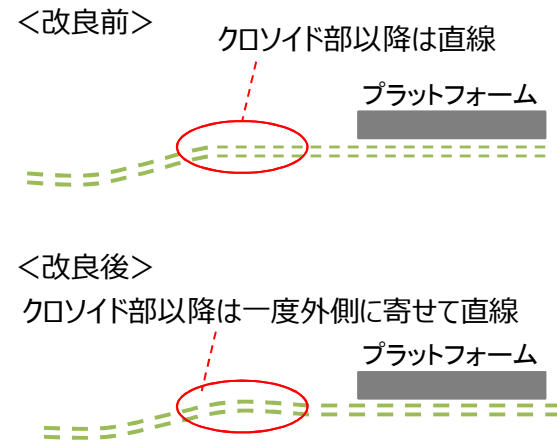 ＜改良前＞
クロソイド部以降は直線
プラットフォーム
＜改良後＞
クロソイド部以降は一度外側に寄せて直線
プラットフォーム